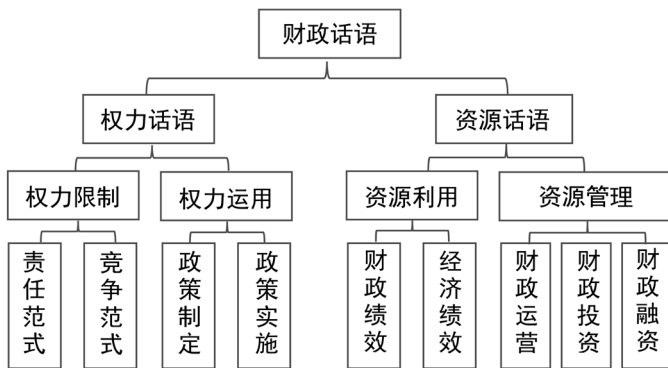 财政话语
权力话语
资源话语
权力限制
权力运用
资源利用
资源管理
责任范式
竞争范式
政策制定
政策实施
财政绩效
经济绩效
财政运营
财政投资
财政融资